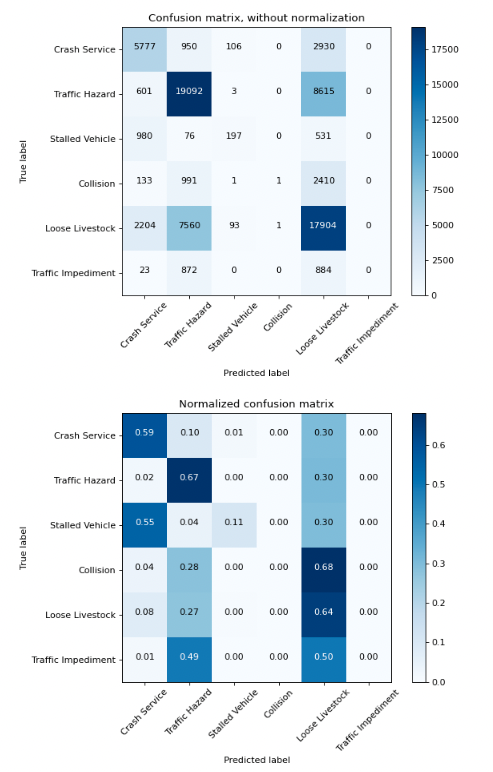 Confusion matrix, without normalization
Crash Service 5777 950 106 0 2930 0
Traffic Hazard 601 19092 3 0 8615 0
Stalled Vehicle 980 76 197 0 531 0
Collision 133 991 1 1 2410 0
Loose Livestock 2204 7560 93 1 17904 0
Traffic Impediment 23 872 0 0 884 0
True label
Crash Service Traffic Hazard Stalled Vehicle Collision Loose Livestock Traffic Impediment
Predicted label
17500
15000
12500
10000
7500
5000
2500
0
Normalized confusion matrix
Crash Service 0.59 0.10 0.01 0.00 0.30 0.00
Traffic Hazard 0.02 0.67 0.00 0.00 0.30 0.00
Stalled Vehicle 0.55 0.04 0.11 0.00 0.30 0.00
Collision 0.04 0.28 0.00 0.00 0.68 0.00
Loose Livestock 0.08 0.27 0.00 0.00 0.64 0.00
Traffic Impediment 0.01 0.49 0.00 0.00 0.50 0.00
True label
Crash Service Traffic Hazard Stalled Vehicle Collision Loose Livestock Traffic Impediment
Predicted label
0.6
0.5
0.4
0.3
0.2
0.1
0.0